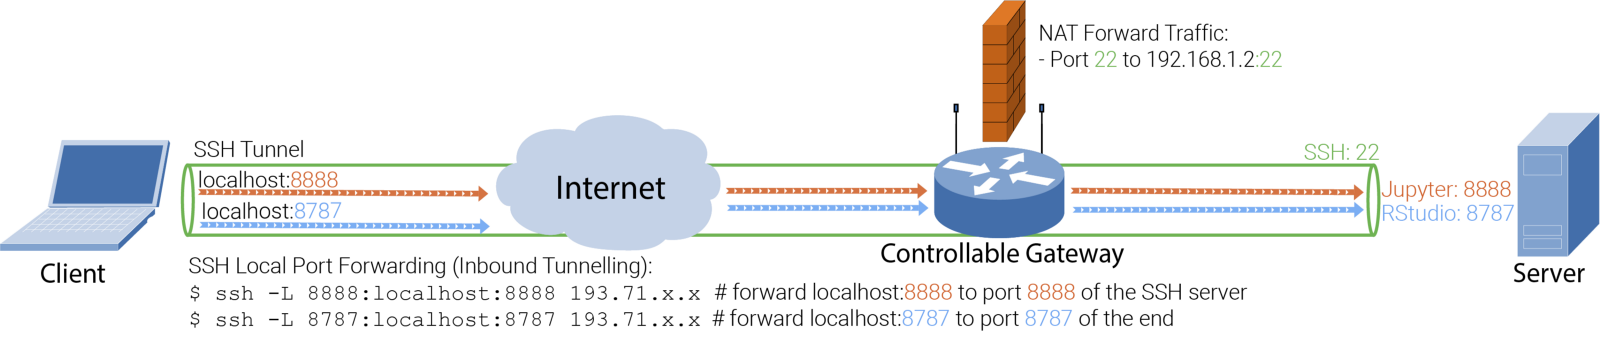 NAT Forward Traffic:
- Port 22 to 192.168.1.2:22
SSH Tunnel
SSH: 22
localhost:8888
Internet
Jupyter: 8888
localhost:8787
RStudio: 8787
Controllable Gateway
Client
Server
SSH Local Port Forwarding (Inbound Tunnelling):
$ ssh -L 8888:localhost:8888 193.71.x.x # forward localhost:8888 to port 8888 of the SSH server
$ ssh -L 8787:localhost:8787 193.71.x.x # forward localhost:8787 to port 8787 of the end